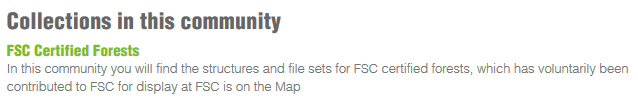 Collections in this community
FSC Certified Forests
In this community you will find the structures and file sets for FSC certified forests, which has voluntarily been
contributed to FSC for display at FSC is on the Map